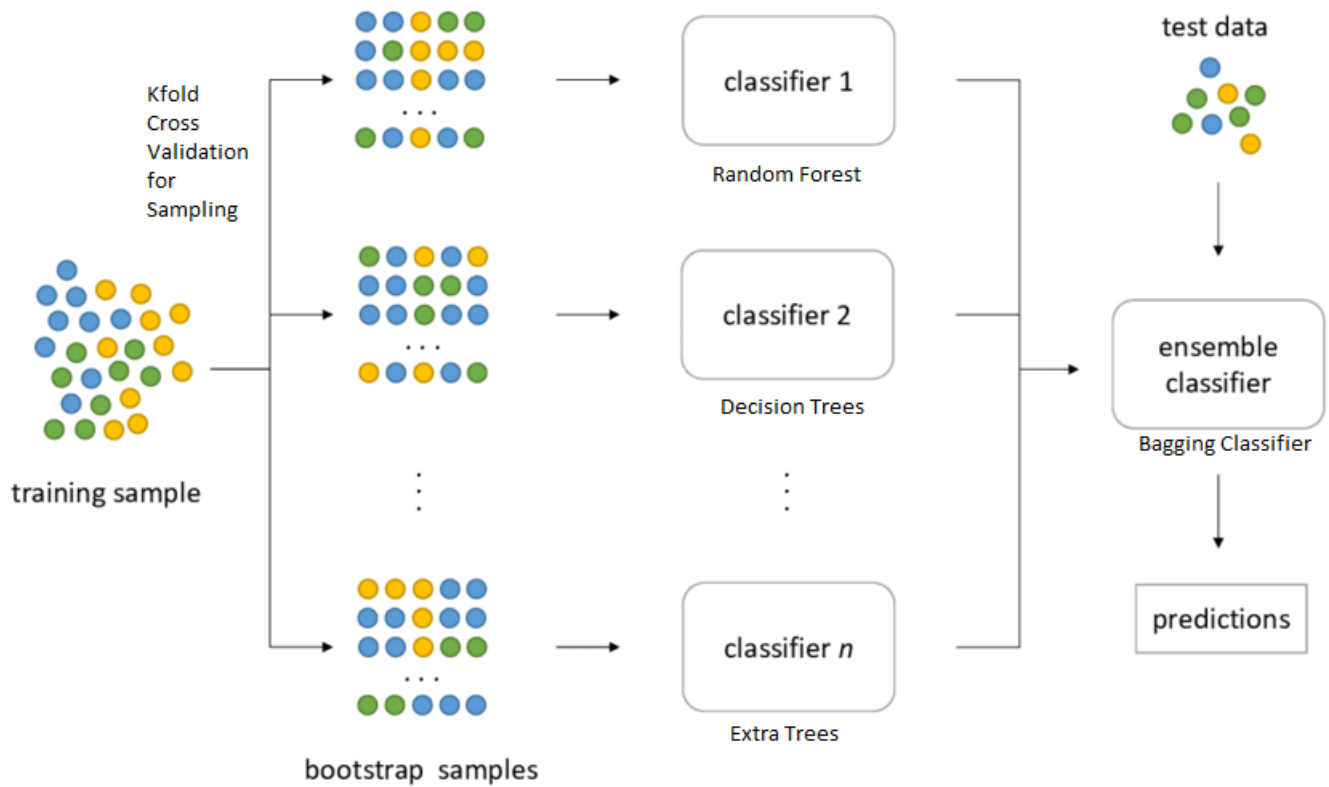 Kfold
Cross
Validation
for
Sampling
training sample
. . .
. . .
. . .
bootstrap samples
classifier 1
Random Forest
classifier 2
Decision Trees
classifier n
Extra Trees
test data
ensemble
classifier
Bagging Classifier
predictions